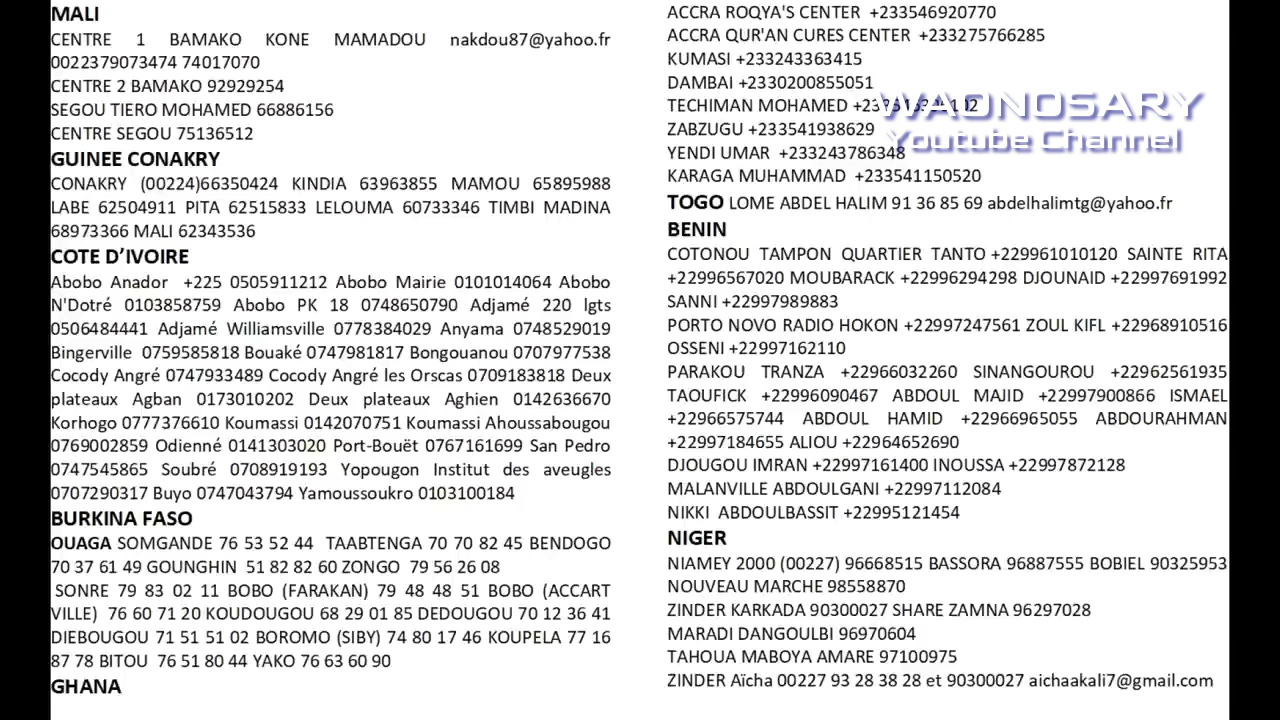 MALI
CENTRE 1 BAMAKO KONE MAMADOU nakdou87@yahoo.fr
0022379073474 74017070
CENTRE 2 BAMAKO 92929254
SEGOU TIERO MOHAMED 66886156
CENTRE SEGOU 75136512
GUINEE CONAKRY
CONAKRY (00224)66350424 KINDIA 63963855 MAMOU 65895988
LABE 62504911 PITA 62515833 LELOUMA 60733346 TIMBI MADINA
68973366 MALI 62343536
COTE D’IVOIRE
Abobo Anador +225 0505911212 Abobo Mairie 0101014064 Abobo
N'Dotré 0103858759 Abobo PK 18 0748650790 Adjamé 220 lgts
0506484441 Adjamé Williamsville 0778384029 Anyama 0748529019
Bingerville 0759585818 Bouaké 0747981817 Bongouanou 0707977538
Cocody Angré 0747933489 Cocody Angré les Orscas 0709183818 Deux
plateaux Agban 0173010202 Deux plateaux Aghien 0142636670
Korhogo 0777376610 Koumassi 0142070751 Koumassi Ahoussabougou
0769002859 Odienné 0141303020 Port-Bouët 0767161699 San Pedro
0747545865 Soubré 0708919193 Yopougon Institut des aveugles
0707290317 Buyo 0747043794 Yamoussoukro 0103100184
BURKINA FASO
OUAGA SOMGANDE 76 53 52 44 TAABTENGA 70 70 82 45 BENDOGO
70 37 61 49 GOUNGHIN 51 82 82 60 ZONGO 79 56 26 08
SONRE 79 83 02 11 BOBO (FARAKAN) 79 48 48 51 BOBO (ACCART
VILLE) 76 60 71 20 KOUDOUGOU 68 29 01 85 DEDOUGOU 70 12 36 41
DIEBOUGOU 71 51 51 02 BOROMO (SIBY) 74 80 17 46 KOUPELA 77 16
87 78 BITOU 76 51 80 44 YAKO 76 63 60 90
GHANA
ACCRA ROQYA'S CENTER +233546920770
ACCRA QUR'AN CURES CENTER +233275766285
KUMASI +233243363415
DAMBAI +2330200855051
TECHIMAN MOHAMED
ZABZUGU +233541938629
YENDI UMAR +233243786348
KARAGA MUHAMMAD +233541150520
TOGO LOME ABDEL HALIM 91 36 85 69 abdelhalimtg@yahoo.fr
BENIN
COTONOU TAMPON QUARTIER TANTO +229961010120 SAINTE RITA
+22996567020 MOUBARACK +22996294298 DJOUNAID +22997691992
SANNI +22997989883
PORTO NOVO RADIO HOKON +22997247561 ZOUL KIFL +22968910516
OSSENI +22997162110
PARAKOU TRANZA +22966032260 SINANGOUROU +22962561935
TAOUFICK +22996090467 ABDOUL MAJID +22997900866 ISMAEL
+22966575744 ABDOUL HAMID +22966965055 ABDOURAHMAN
+22997184655 ALIOU +22964652690
DJOUGOU IMRAN +22997161400 INOUSSA +22997872128
MALANVILLE ABDOULGANI +22997112084
NIKKI ABDOULBASSIT +22995121454
NIGER
NIAMEY 2000 (00227) 96668515 BASSORA 96887555 BOBIEL 90325953
NOUVEAU MARCHE 98558870
ZINDER KARKADA 90300027 SHARE ZAMNA 96297028
MARADI DANGOULBI 96970604
TAHOUA MABOYA AMARE 97100975
ZINDER Aïcha 00227 93 28 38 28 et 90300027 aichaakali7@gmail.com
WAONOSARY
Youtube Channel